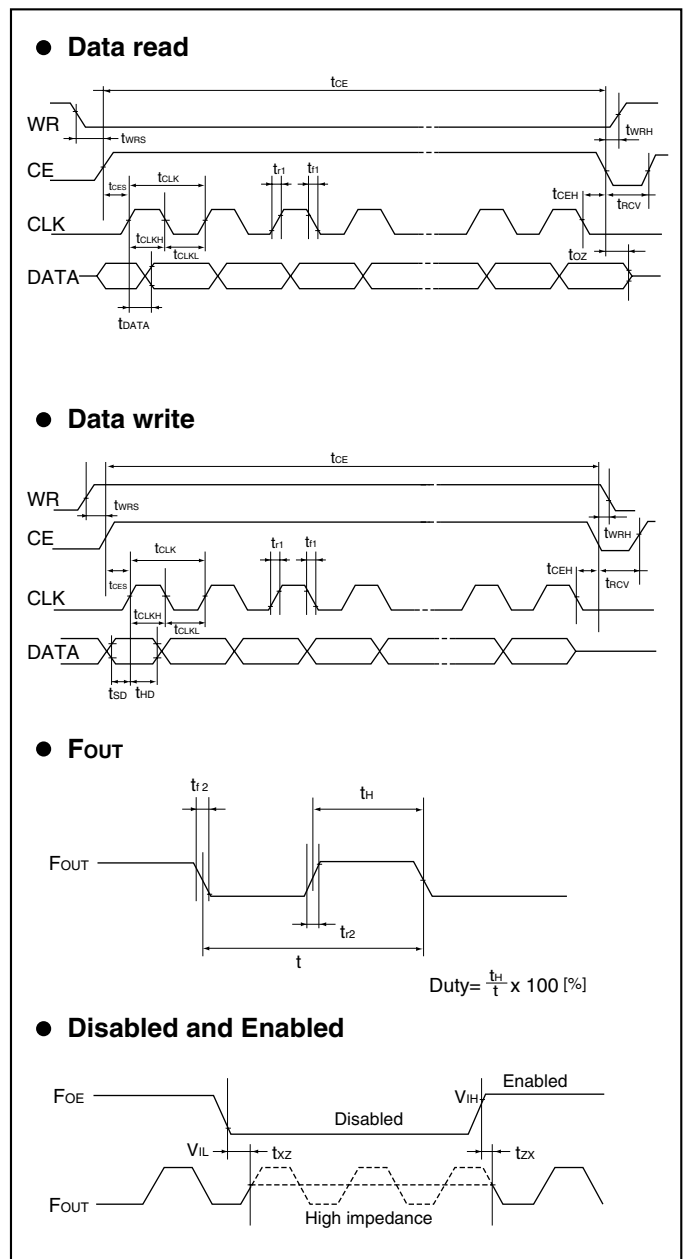 ● Data read
tCE
WR
tWRS
tWRH
CE
tCES
tCLK
tr1
tf1
tCEH
tRCV
CLK
tCLKH
tCLKL
tOZ
DATA
tDATA
● Data write
tCE
WR
tWRS
tWRH
CE
tCES
tCLK
tr1
tf1
tCEH
tRCV
CLK
tCLKH
tCLKL
DATA
tSD
tHD
● FOUT
tf2
tH
FOUT
tr2
t
Duty= tH/t x 100 [%]
● Disabled and Enabled
FOE
VIH
Enabled
Disabled
VIL
tXZ
tZX
FOUT
High impedance